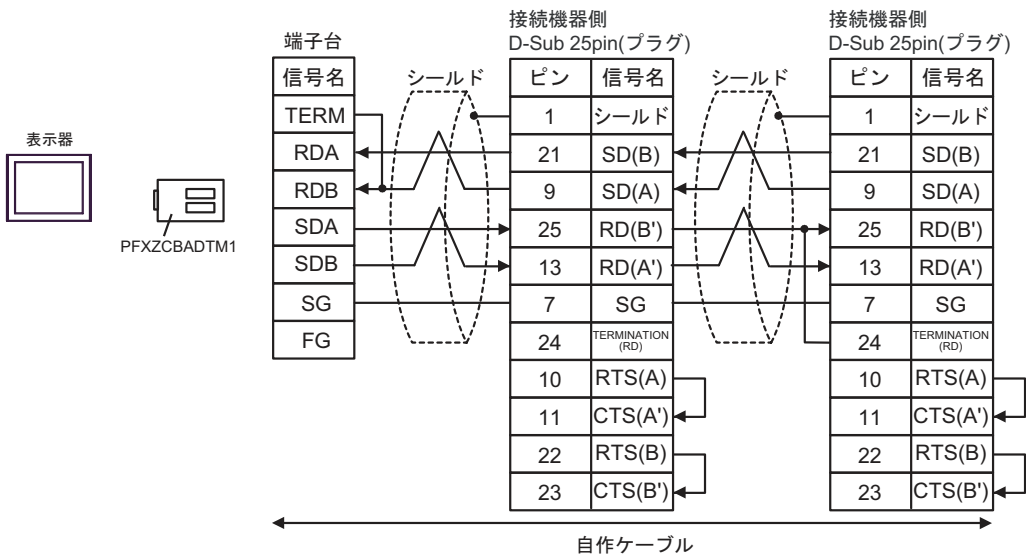 表示器
PFXZCBADTM1
端子台
信号名
TERM
RDA
RDB
SDA
SDB
SG
FG
シールド
接続機器側
D-Sub 25pin(プラグ)
ピン 信号名
1 シールド
21 SD(B)
9 SD(A)
25 RD(B')
13 RD(A')
7 SG
24 TERMINATION (RD)
10 RTS(A)
11 CTS(A')
22 RTS(B)
23 CTS(B')
シールド
接続機器側
D-Sub 25pin(プラグ)
ピン 信号名
1 シールド
21 SD(B)
9 SD(A)
25 RD(B')
13 RD(A')
7 SG
24 TERMINATION (RD)
10 RTS(A)
11 CTS(A')
22 RTS(B)
23 CTS(B')
自作ケーブル